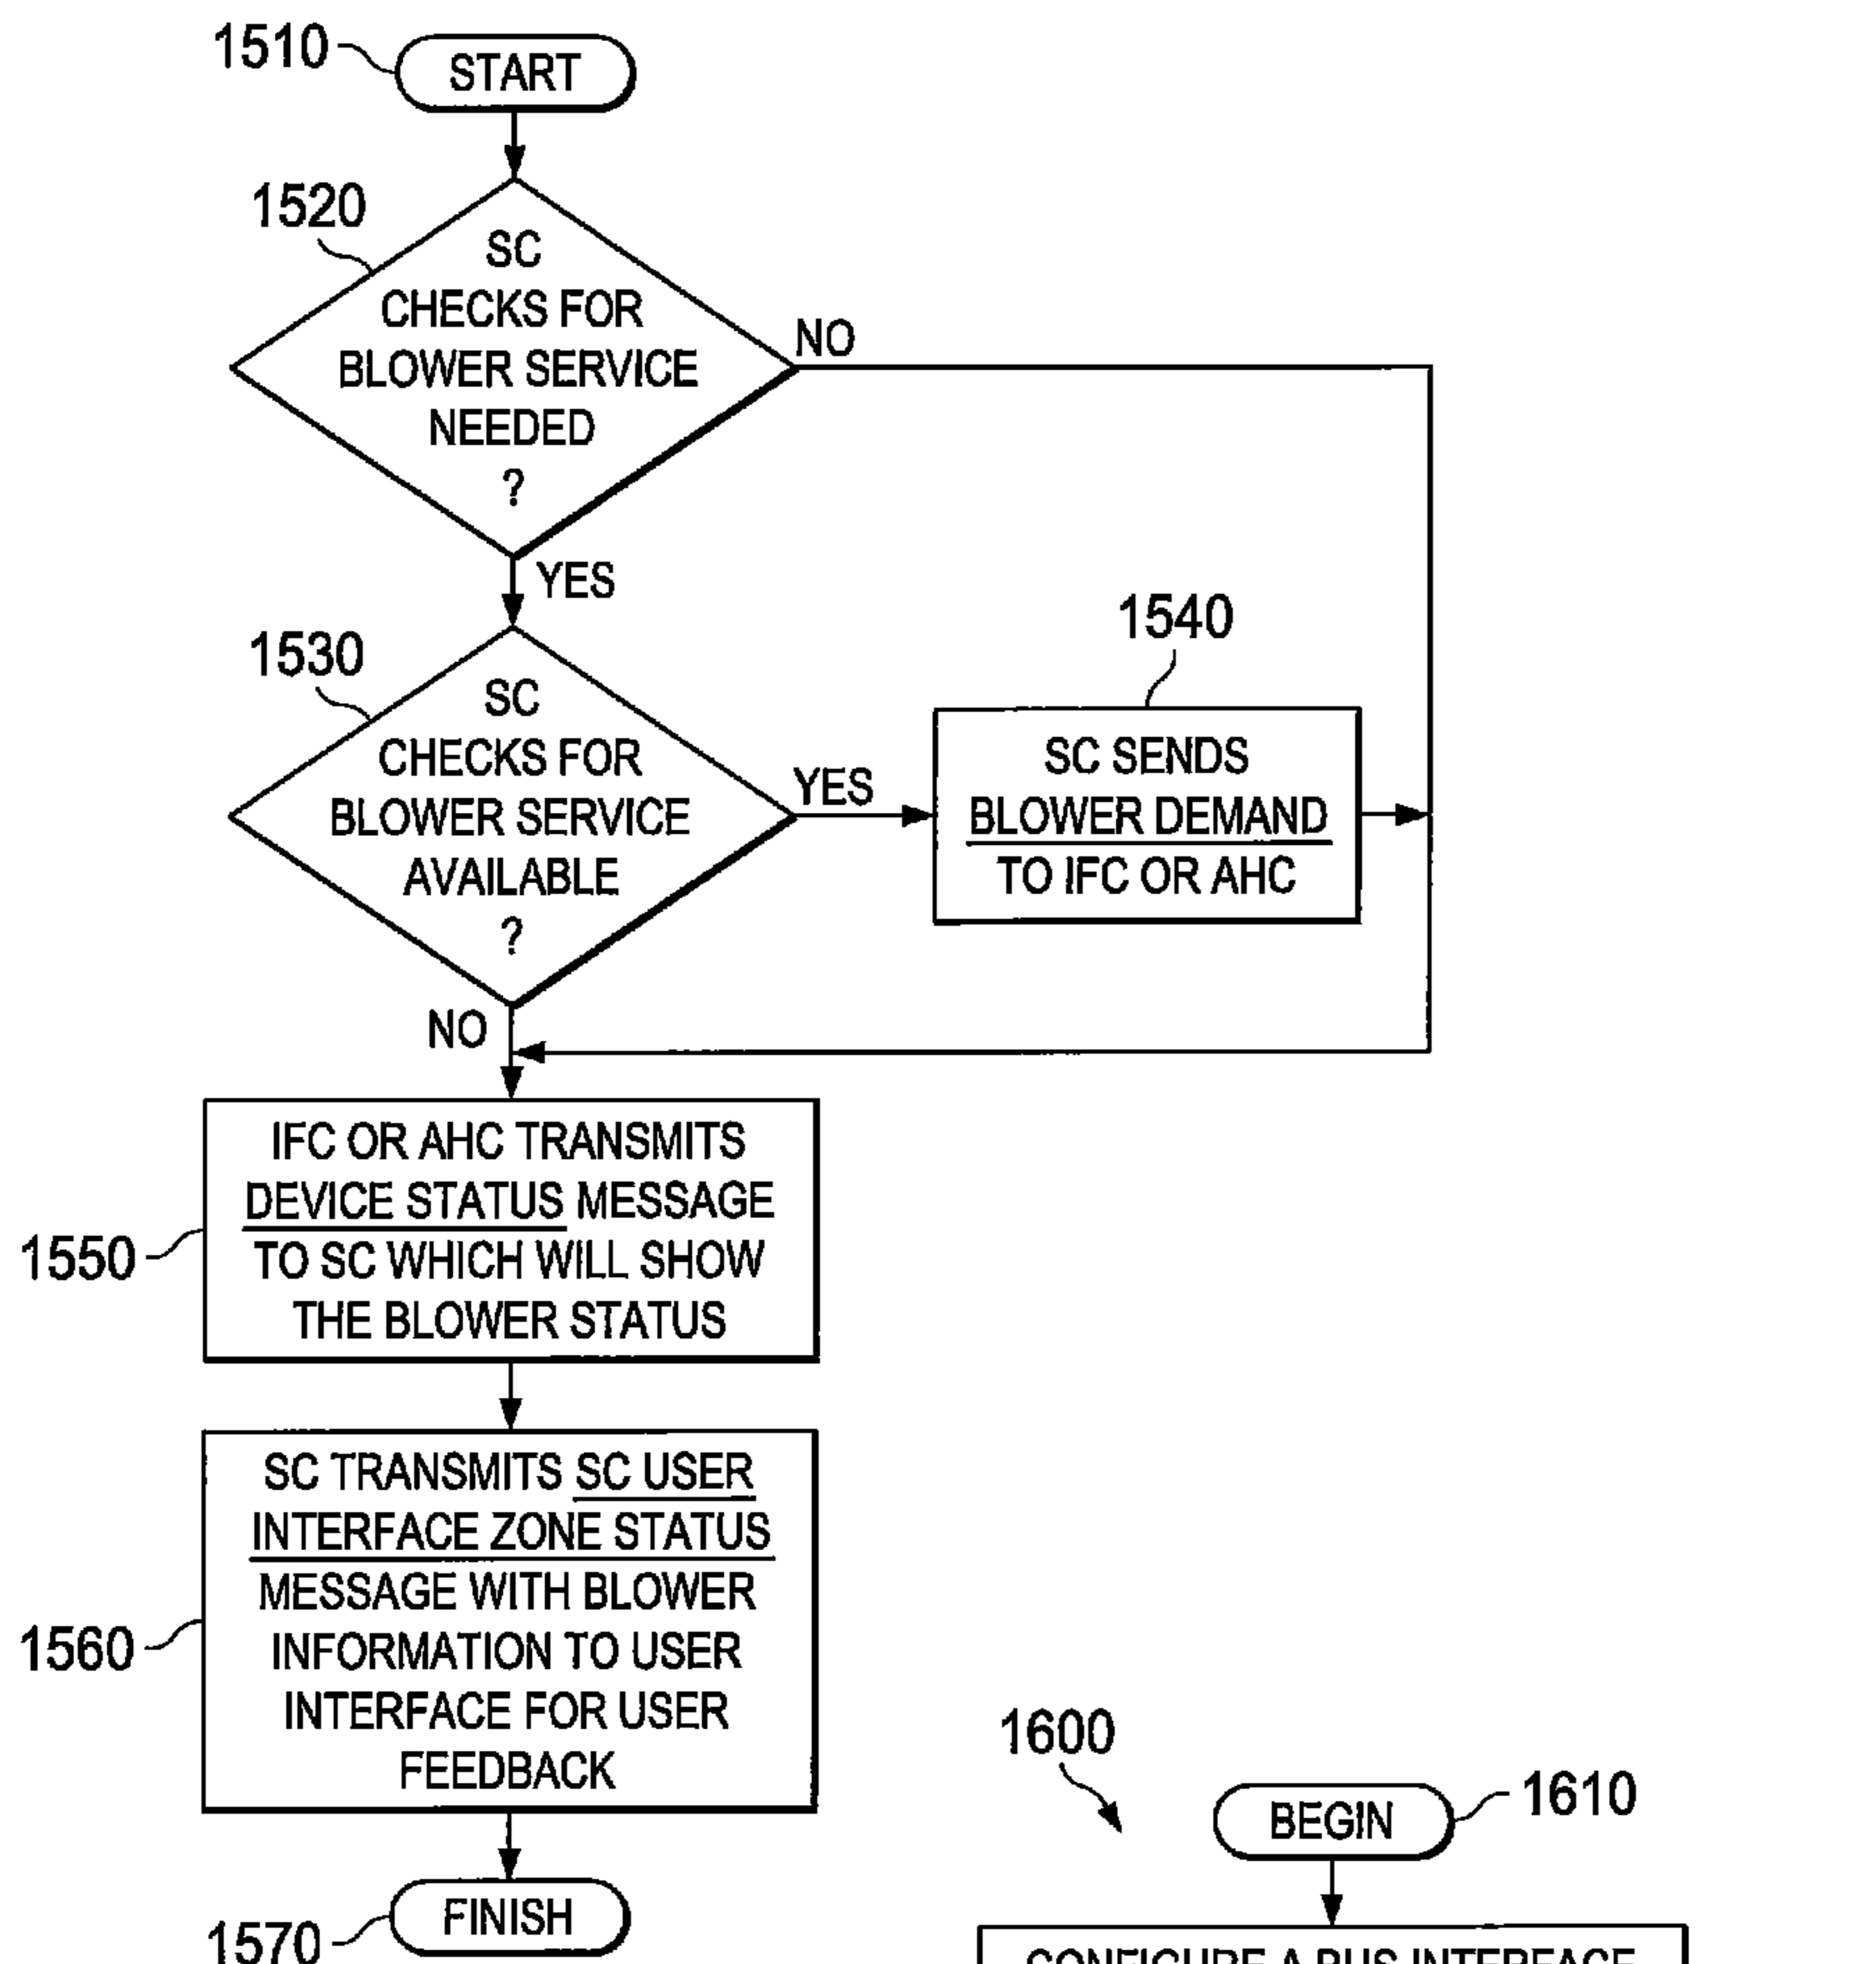 1510
START
1520
SC
CHECKS FOR
BLOWER SERVICE
NEEDED
?
NO
YES
1530
SC
CHECKS FOR
BLOWER SERVICE
AVAILABLE
?
YES
NO
1540
SC SENDS
BLOWER DEMAND
TO IFC OR AHC
1550
IFC OR AHC TRANSMITS
DEVICE STATUS MESSAGE
TO SC WHICH WILL SHOW
THE BLOWER STATUS
1560
SC TRANSMITS SC USER
INTERFACE ZONE STATUS
MESSAGE WITH BLOWER
INFORMATION TO USER
INTERFACE FOR USER
FEEDBACK
1570
FINISH
1600
BEGIN
1610
CONFIGURE A BUS INTERFACE